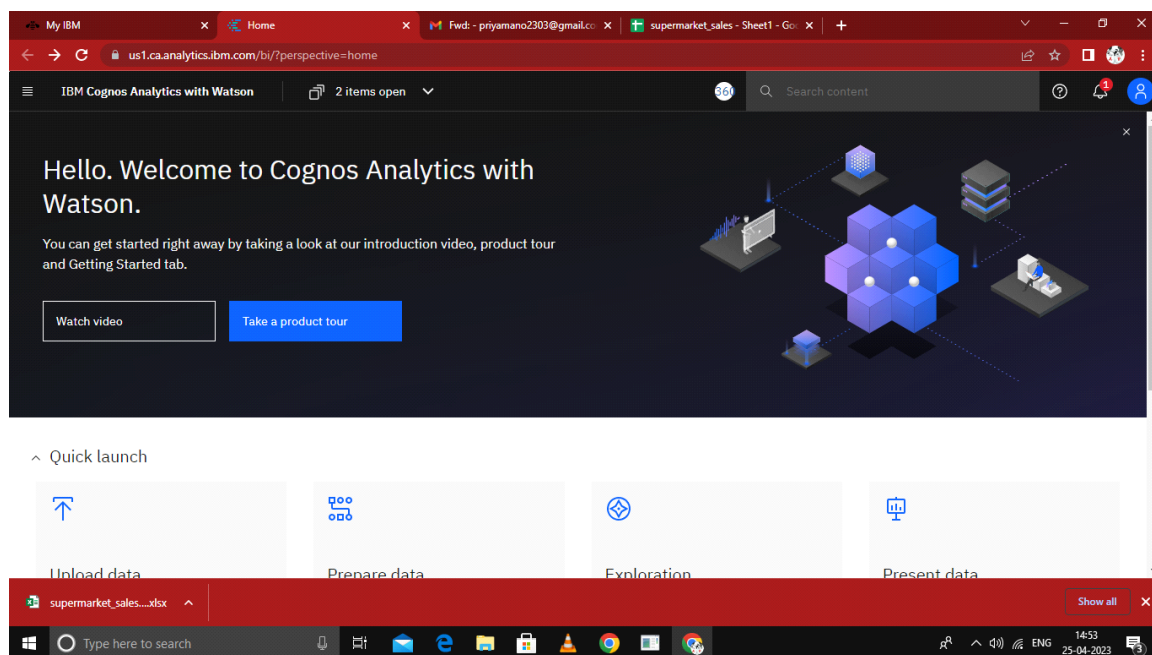 My IBM
Home
Fwd: - priyamano2303@gmail.co
supermarket_sales - Sheet1 - Goo
us1.ca.analytics.ibm.com/bi/?perspective=home
IBM Cognos Analytics with Watson
2 items open
360
Search content
1
Hello. Welcome to Cognos Analytics with
Watson.
You can get started right away by taking a look at our introduction video, product tour
and Getting Started tab.
Watch video
Take a product tour
Quick launch
Upload data
Prepare data
Exploration
Present data
supermarket_sales....xlsx
Show all
Type here to search
ENG
14:53
25-04-2023
3